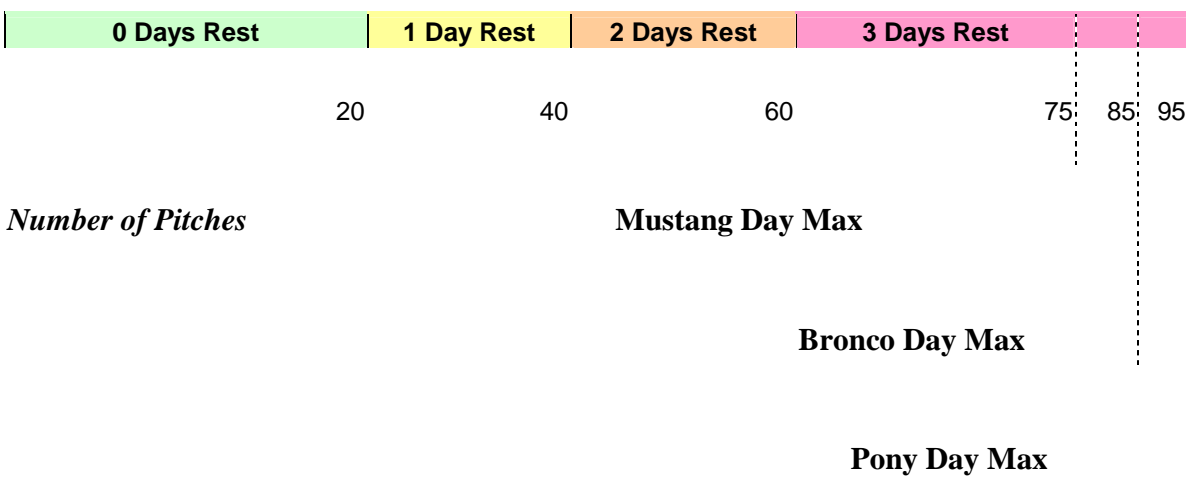 0 Days Rest 1 Day Rest 2 Days Rest 3 Days Rest
20 40 60 75 85 95
Number of Pitches Mustang Day Max
Bronco Day Max
Pony Day Max